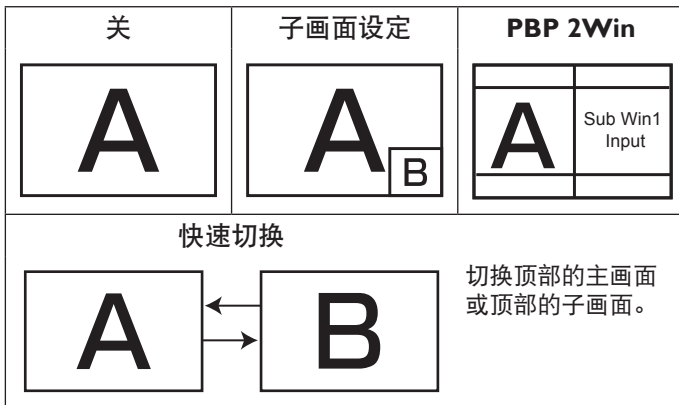 关
子画面设定
PBP 2Win
A
A
B
A
Sub Win1
Input
快速切换
A
B
切换顶部的主画面
或顶部的子画面。